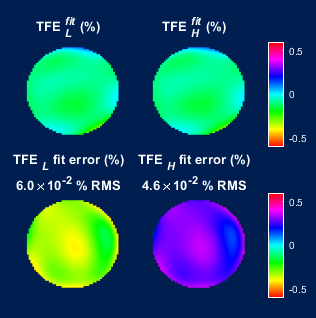 TFE fit L (%) TFE fit H (%)
0.5
0
-0.5
TFE L fit error (%) TFE H fit error (%)
6.0×10-2 % RMS 4.6×10-2 % RMS
0.5
0
-0.5